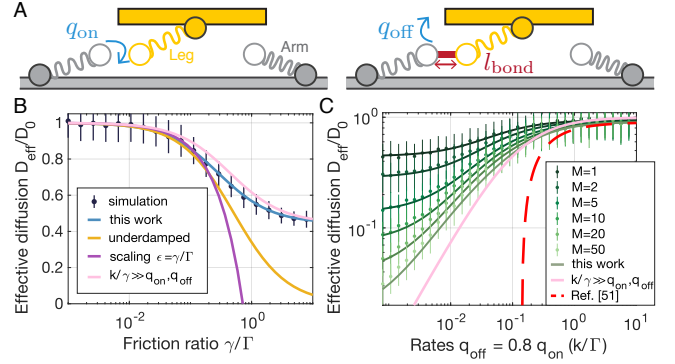 A
q_on
Leg
Arm
q_off
l_bond
B
Effective diffusion D_eff/D_0
1
0.8
0.6
0.4
0.2
0
simulation
this work
underdamped
scaling ϵ=γ/Γ
k/γ≫q_on,q_off
10^-2
10^0
Friction ratio γ/Γ
C
Effective diffusion D_eff/D_0
10^0
10^-1
M=1
M=2
M=5
M=10
M=20
M=50
this work
k/γ≫q_on,q_off
Ref. [51]
10^-2
10^-1
10^0
10^1
Rates q_off = 0.8 q_on (k/Γ)